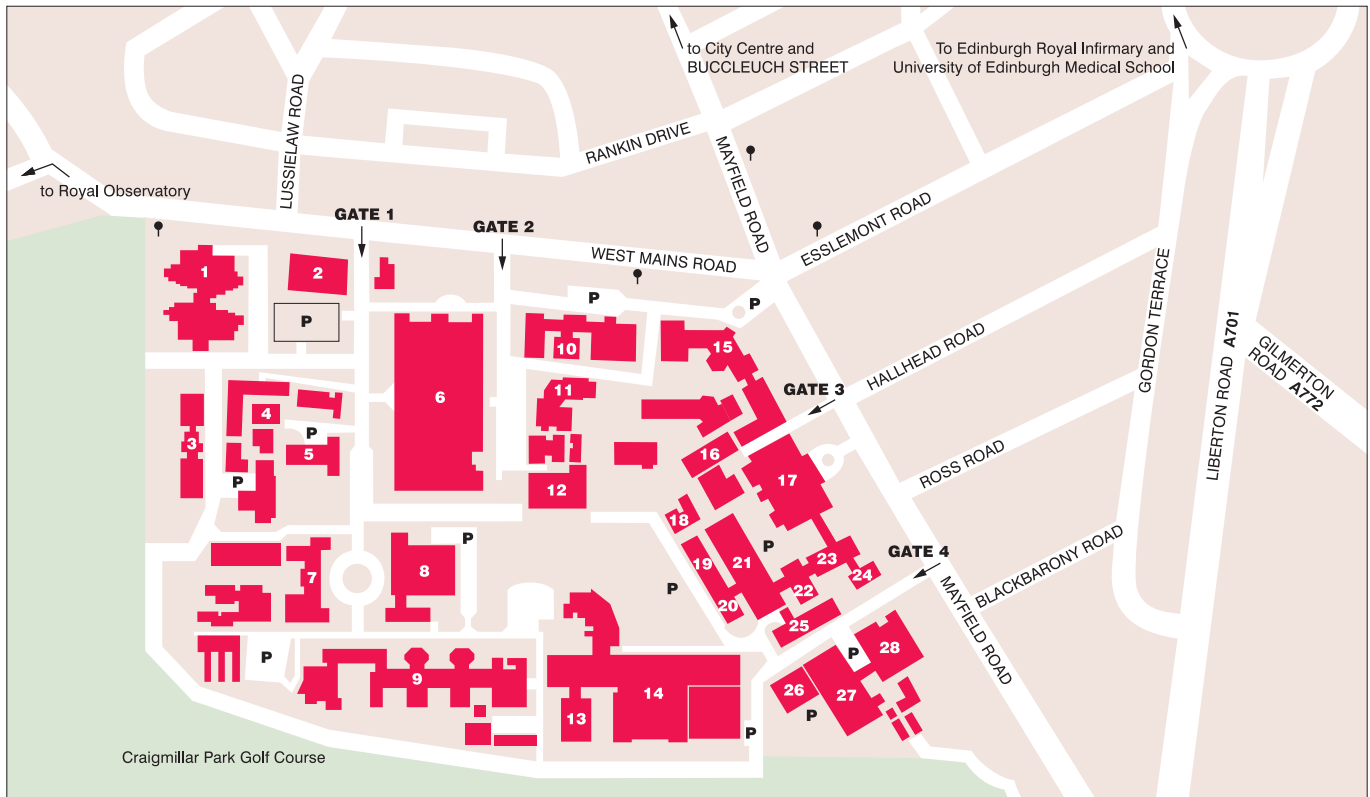 to City Centre and
BUCCLEUCH STREET
To Edinburgh Royal Infirmary and
University of Edinburgh Medical School
LUSSIELAW ROAD
RANKIN DRIVE
MAYFIELD ROAD
to Royal Observatory
GATE 1
GATE 2
WEST MAINS ROAD
ESSLEMONT ROAD
GORDON TERRACE
LIBERTON ROAD A701
GILMERTON
ROAD A772
1
2
P
P
P
10
15
HALLHEAD ROAD
GATE 3
6
11
4
P
3
5
P
16
17
ROSS ROAD
12
18
P
P
21
23
GATE 4
19
24
7
8
P
22
20
25
BLACKBARONY ROAD
MAYFIELD ROAD
P
9
14
13
P
28
P
26
27
P
Craigmillar Park Golf Course